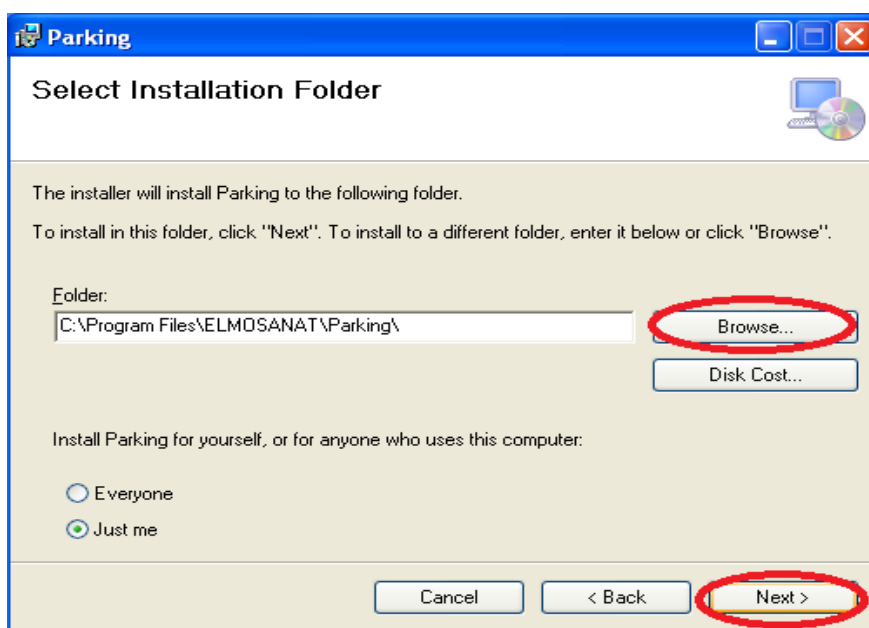 Parking
Select Installation Folder
The installer will install Parking to the following folder.
To install in this folder, click "Next". To install to a different folder, enter it below or click "Browse".
Folder:
C:\Program Files\ELMOSANAT\Parking\
Browse...
Disk Cost...
Install Parking for yourself, or for anyone who uses this computer:
Everyone
Just me
Cancel
< Back
Next >